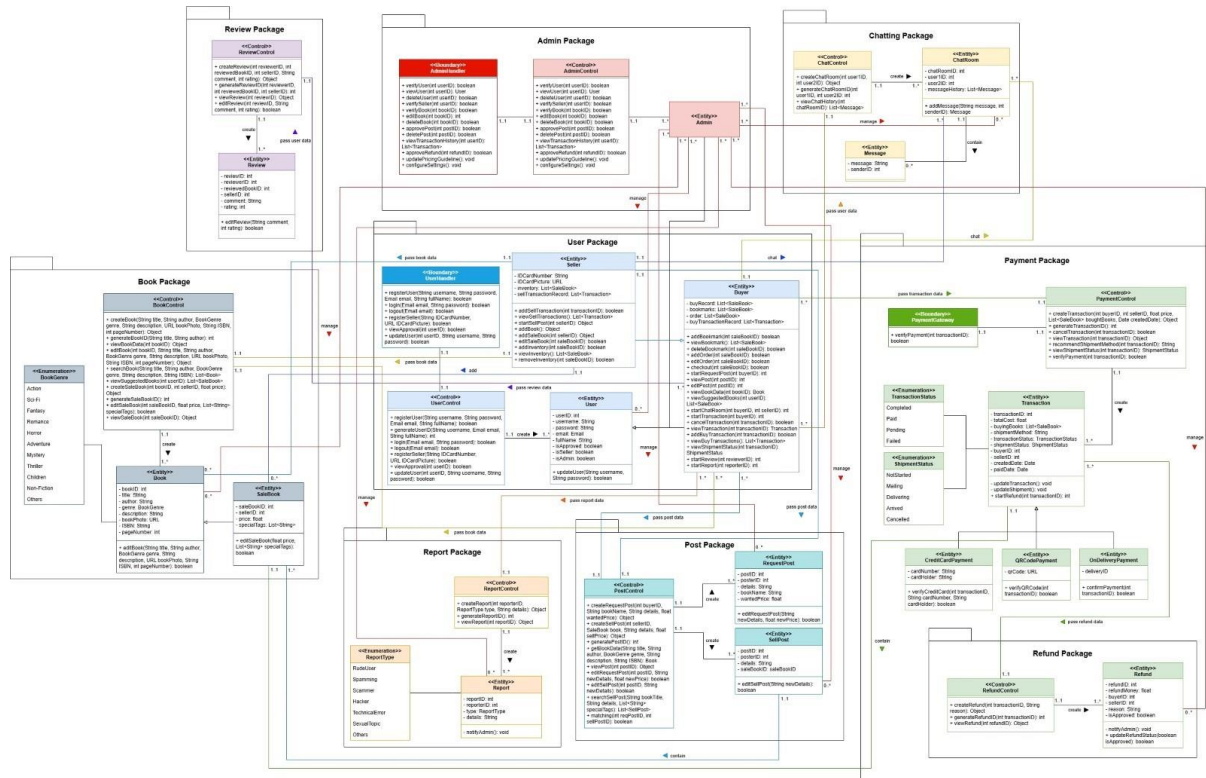 Review Package
<<Control>>
ReviewControl
+ createReview(int reviewerID, int
reviewedBookID, int sellerID, String
comment, int rating): Object
+ generateReviewID(int reviewerID,
int reviewedBookID, int sellerID): int
+ viewReview(int reviewID): Object
+ editReview(int reviewID, String
comment, int rating): boolean
create
pass user data
<<Entity>>
Review
- reviewID: int
- reviewerID: int
- reviewedBookID: int
- sellerID: int
- comment: String
- rating: int
+ editReview(String comment,
int rating): boolean
Admin Package
<<Boundary>>
AdminHandler
+ verifyUser(int userID): boolean
+ viewUser(int userID): User
+ deleteUser(int userID): boolean
+ verifySeller(int userID): boolean
+ verifyBook(int bookID): boolean
+ editBook(int bookID): int
+ deleteBook(int bookID): boolean
+ approvePost(int postID): boolean
+ deletePost(int postID): boolean
+ viewTransactionHistory(int userID):
List<Transaction>
+ approveRefund(int refundID): boolean
+ updatePricingGuideline(): void
+ configureSettings(): void
<<Control>>
AdminControl
+ verifyUser(int userID): boolean
+ viewUser(int userID): User
+ deleteUser(int userID): boolean
+ verifySeller(int userID): boolean
+ verifyBook(int bookID): boolean
+ editBook(int bookID): int
+ deleteBook(int bookID): boolean
+ approvePost(int postID): boolean
+ deletePost(int postID): boolean
+ viewTransactionHistory(int userID):
List<Transaction>
+ approveRefund(int refundID): boolean
+ updatePricingGuideline(): void
+ configureSettings(): void
<<Entity>>
Admin
manage
Chatting Package
<<Control>>
ChatControl
+ createChatRoom(int user1ID,
int user2ID): Object
+ generateChatRoomID(int
user1ID, int user2ID): int
+ viewChatHistory(int
chatRoomID): List<Message>
create
<<Entity>>
ChatRoom
- chatRoomID: int
- user1ID: int
- user2ID: int
- messageHistory: List<Message>
+ addMessage(String message, int
senderID): Message
manage
contain
<<Entity>>
Message
- message: String
- senderID: int
pass user data
chat
User Package
pass book data
<<Boundary>>
UserHandler
+ registerUser(String username, String password,
Email email, String fullName): boolean
+ login(Email email, String password): boolean
+ logout(Email email): boolean
+ registerSeller(String IDCardNumber,
URL IDCardPicture): boolean
+ viewApproval(int userID): boolean
+ updateUser(int userID, String username, String
password): boolean
<<Entity>>
Seller
- IDCardNumber: String
- IDCardPicture: URL
- inventory: List<SaleBook>
- sellTransactionRecord: List<Transaction>
+ addSellTransaction(int transactionID): boolean
+ viewSellTransactions(): List<Transaction>
+ startSellPost(int sellerID): Object
+ addBook(): Object
+ addSaleBook(int sellerID): Object
+ editSaleBook(int saleBookID): boolean
+ addInventory(int saleBookID): boolean
+ viewInventory(): List<SaleBook>
+ removeInventory(int saleBookID): boolean
chat
<<Entity>>
Buyer
- buyRecord: List<SaleBook>
- bookmarks: List<SaleBook>
- order: List<SaleBook>
- buyTransactionRecord: List<Transaction>
+ addBookmark(int saleBookID): boolean
+ viewBookmark(): List<SaleBook>
+ deleteBookmark(int saleBookID): boolean
+ addOrder(int saleBookID): boolean
+ editOrder(int saleBookID): boolean
+ checkout(int saleBookID): boolean
+ startRequestPost(int buyerID): int
+ viewPost(int postID): int
+ editPost(int postID): int
+ viewBookData(int bookID): Book
+ viewSuggestedBooks(int userID):
List<SaleBook>
+ startChatRoom(int buyerID, int sellerID): int
+ startTransaction(int buyerID): int
+ cancelTransaction(int transactionID): boolean
+ viewTransaction(int transactionID): Transaction
+ addBuyTransaction(int transactionID): boolean
+ viewBuyTransactions(): List<Transaction>
+ viewShipmentStatus(int transactionID):
ShipmentStatus
+ startReview(int reviewerID): int
+ startReport(int reporterID): int
pass book data
add
pass review data
<<Control>>
UserControl
+ registerUser(String username, String password,
Email email, String fullName): boolean
+ generateUserID(String username, Email email,
String fullName): int
+ login(Email email, String password): boolean
+ logout(Email email): boolean
+ registerSeller(String IDCardNumber,
URL IDCardPicture): boolean
+ viewApproval(int userID): boolean
+ updateUser(int userID, String username, String
password): boolean
create
<<Entity>>
User
- userID: int
- username: String
- password: String
- email: Email
- fullName: String
- isApproved: boolean
- isSeller: boolean
- isAdmin: boolean
+ updateUser(String username,
String password): boolean
Book Package
<<Control>>
BookControl
+ createBook(String title, String author, BookGenre
genre, String description, URL bookPhoto, String ISBN,
int pageNumber): Object
+ generateBookID(String title, String author): int
+ viewBookData(int bookID): Object
+ editBook(int bookID, String title, String author,
BookGenre genre, String description, URL bookPhoto,
String ISBN, int pageNumber): Object
+ searchBook(String title, String author, BookGenre
genre, String description, String ISBN): List<Book>
+ viewSuggestedBooks(int userID): List<SaleBook>
+ createSaleBook(int bookID, int sellerID, float price):
Object
+ generateSaleBookID(): int
+ editSaleBook(int saleBookID, float price, List<String>
specialTags): boolean
+ viewSaleBook(int saleBookID): Object
manage
<<Enumeration>>
BookGenre
Action
Sci-Fi
Fantasy
Romance
Horror
Adventure
Mystery
Thriller
Children
Non-Fiction
Others
create
create
<<Entity>>
Book
- bookID: int
- title: String
- author: String
- genre: BookGenre
- description: String
- bookPhoto: URL
- ISBN: String
- pageNumber: int
+ editBook(String title, String author,
BookGenre genre, String
description, URL bookPhoto, String
ISBN, int pageNumber): boolean
<<Entity>>
SaleBook
- saleBookID: int
- sellerID: int
- price: float
- specialTags: List<String>
+ editSaleBook(float price,
List<String> specialTags):
boolean
Payment Package
pass transaction data
<<Boundary>>
PaymentGateway
+ verifyPayment(int transactionID):
boolean
<<Control>>
PaymentControl
+ createTransaction(int buyerID, int sellerID, float price,
List<SaleBook> boughtBooks, Date createdDate): Object
+ generateTransactionID(): int
+ cancelTransaction(int transactionID): boolean
+ viewTransaction(int transactionID): Object
+ recommendShipmentMethod(int transactionID): String
+ viewShipmentStatus(int transactionID): ShipmentStatus
+ verifyPayment(int transactionID): boolean
create
<<Enumeration>>
TransactionStatus
Completed
Paid
Pending
Failed
<<Enumeration>>
ShipmentStatus
NotStarted
Mailing
Delivering
Arrived
Cancelled
<<Entity>>
Transaction
- transactionID: int
- totalCost: float
- buyingBooks: List<SaleBook>
- shipmentMethod: String
- transactionStatus: TransactionStatus
- shipmentStatus: ShipmentStatus
- buyerID: int
- sellerID: int
- createdDate: Date
- paidDate: Date
+ updateTransaction(): void
+ updateShipment(): void
+ startRefund(int transactionID): int
manage
<<Entity>>
CreditCardPayment
- cardNumber: String
- cardHolder: String
+ verifyCreditCard(int transactionID,
String cardNumber, String
cardHolder): boolean
<<Entity>>
QRCodePayment
- qrCode: URL
+ verifyQRCode(int
transactionID): boolean
<<Entity>>
OnDeliveryPayment
- deliveryID
+ confirmPayment(int
transactionID): boolean
pass refund data
manage
pass report data
pass post data
manage
pass book data
Report Package
<<Control>>
ReportControl
+ createReport(int reporterID,
ReportType type, String details): Object
+ generateReportID(): int
+ viewReport(int reportID): Object
create
<<Enumeration>>
ReportType
RudeUser
Spamming
Scammer
Hacker
TechnicalError
SexualTopic
Others
<<Entity>>
Report
- reportID: int
- reporterID: int
- type: ReportType
- details: String
- notifyAdmin(): void
Post Package
<<Control>>
PostControl
+ createRequestPost(int buyerID,
String bookName, String details, float
wantedPrice): Object
+ createSellPost(int sellerID,
SaleBook book, String details, float
sellPrice): Object
+ generatePostID(): int
+ getBookData(String title, String
author, BookGenre genre, String
description, String ISBN): Book
+ viewPost(int postID): Object
+ editRequestPost(int postID, String
newDetails, float newPrice): boolean
+ editSellPost(int postID, String
newDetails): boolean
+ searchSellPost(String bookTitle,
String details, List<String>
specialTags): List<SellPost>
+ matching(int reqPostID, int
sellPostID): boolean
create
<<Entity>>
RequestPost
- postID: int
- posterID: int
- details: String
- bookName: String
- wantedPrice: float
+ editRequestPost(String
newDetails, float newPrice): boolean
create
<<Entity>>
SellPost
- postID: int
- posterID: int
- details: String
- saleBookID: saleBookID
+ editSellPost(String newDetails):
boolean
contain
contain
Refund Package
<<Control>>
RefundControl
+ createRefund(int transactionID, String
reason): Object
+ generateRefundID(int transactionID): int
+ viewRefund(int refundID): Object
create
<<Entity>>
Refund
- refundID: int
- refundMoney: float
- buyerID: int
- sellerID: int
- reason: String
- isApproved: boolean
- notifyAdmin(): void
+ updateRefundStatus(boolean
isApproved): boolean